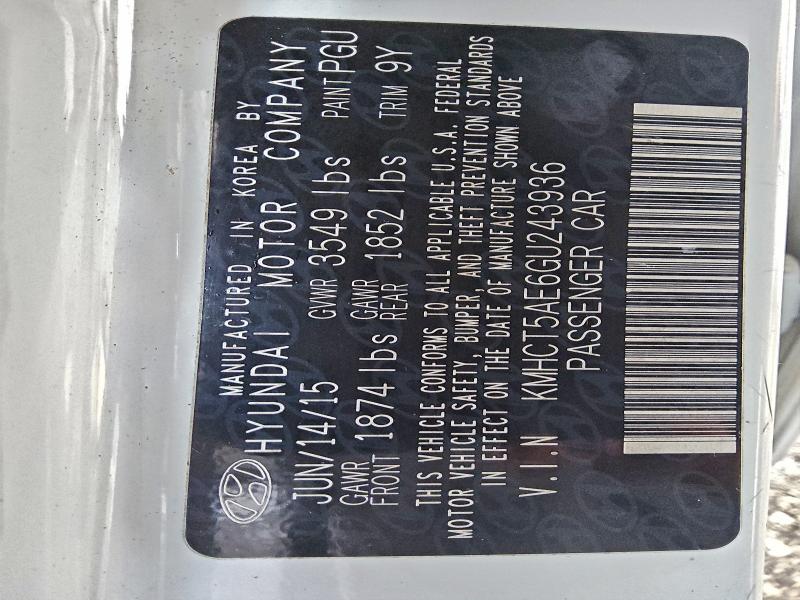 MANUFACTURED IN KOREA BY
HYUNDAI MOTOR COMPANY
JUN/14/15 GVWR 3549 lbs PAINT PGU
GAWR FRONT 1874 lbs GAWR REAR 1852 lbs TRIM 9Y
THIS VEHICLE CONFORMS TO ALL APPLICABLE U.S.A. FEDERAL
MOTOR VEHICLE SAFETY, BUMPER, AND THEFT PREVENTION STANDARDS
IN EFFECT ON THE DATE OF MANUFACTURE SHOWN ABOVE
V.I.N KMHCT5AE6GU243936
PASSENGER CAR